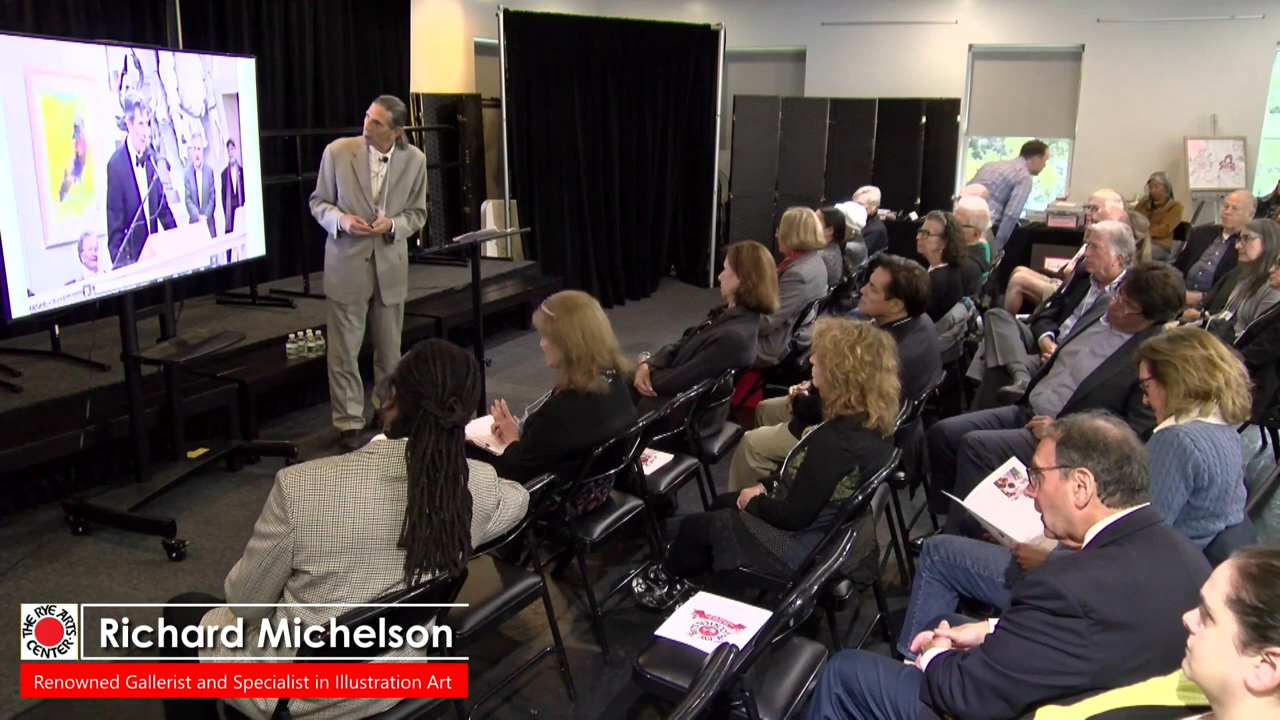 THE RYE ARTS CENTER
Richard Michelson
Renowned Gallerist and Specialist in Illustration Art